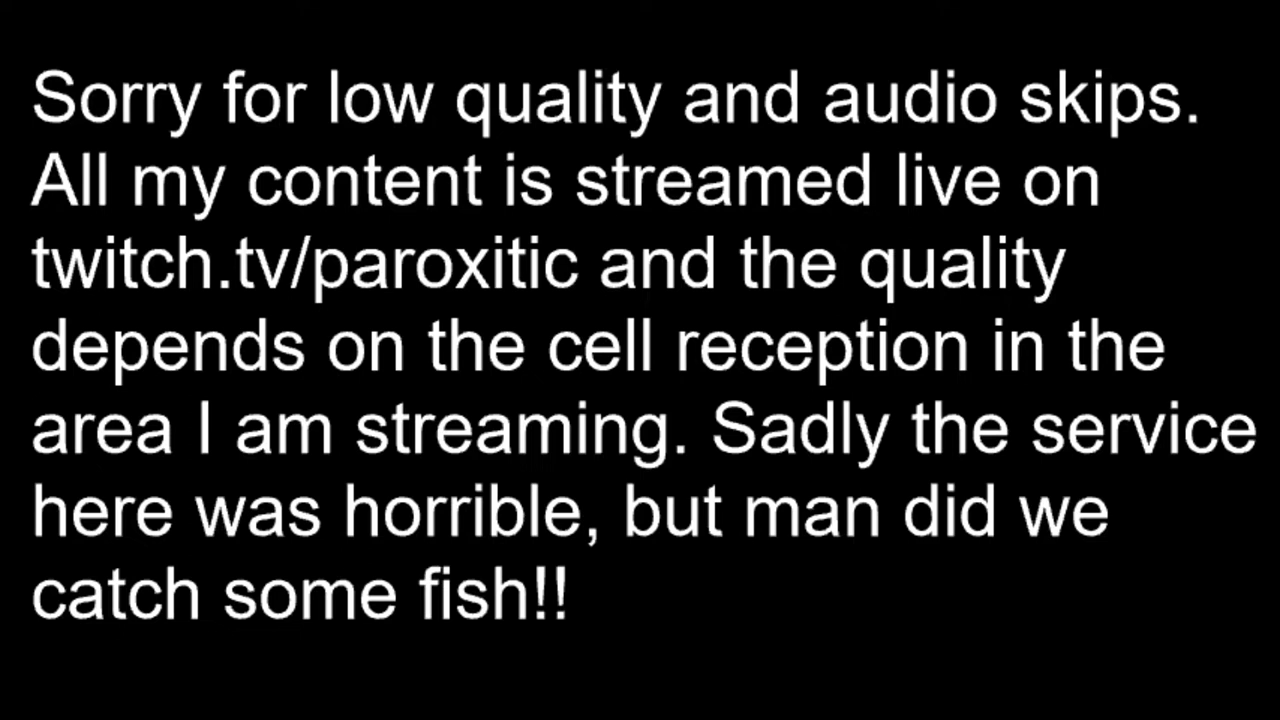 Sorry for low quality and audio skips.
All my content is streamed live on
twitch.tv/paroxitic and the quality
depends on the cell reception in the
area I am streaming. Sadly the service
here was horrible, but man did we
catch some fish!!